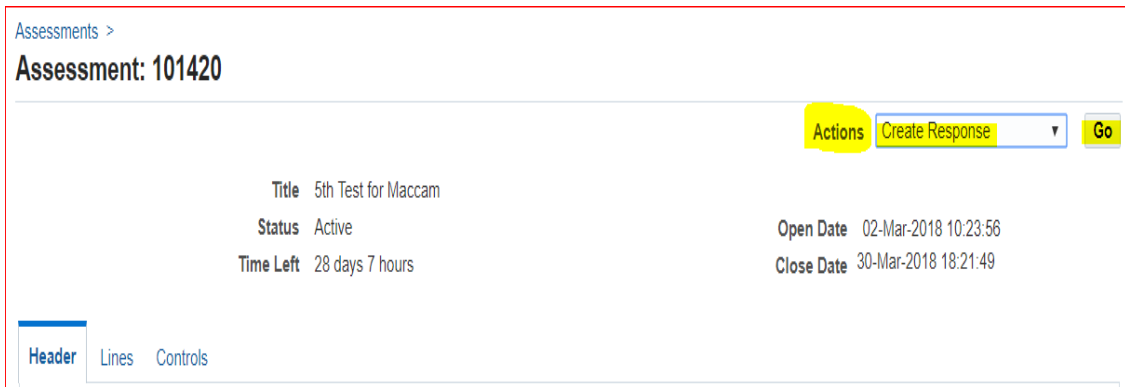 Assessments >
Assessment: 101420
Actions Create Response Go
Title 5th Test for Maccam
Status Active
Open Date 02-Mar-2018 10:23:56
Time Left 28 days 7 hours
Close Date 30-Mar-2018 18:21:49
Header Lines Controls